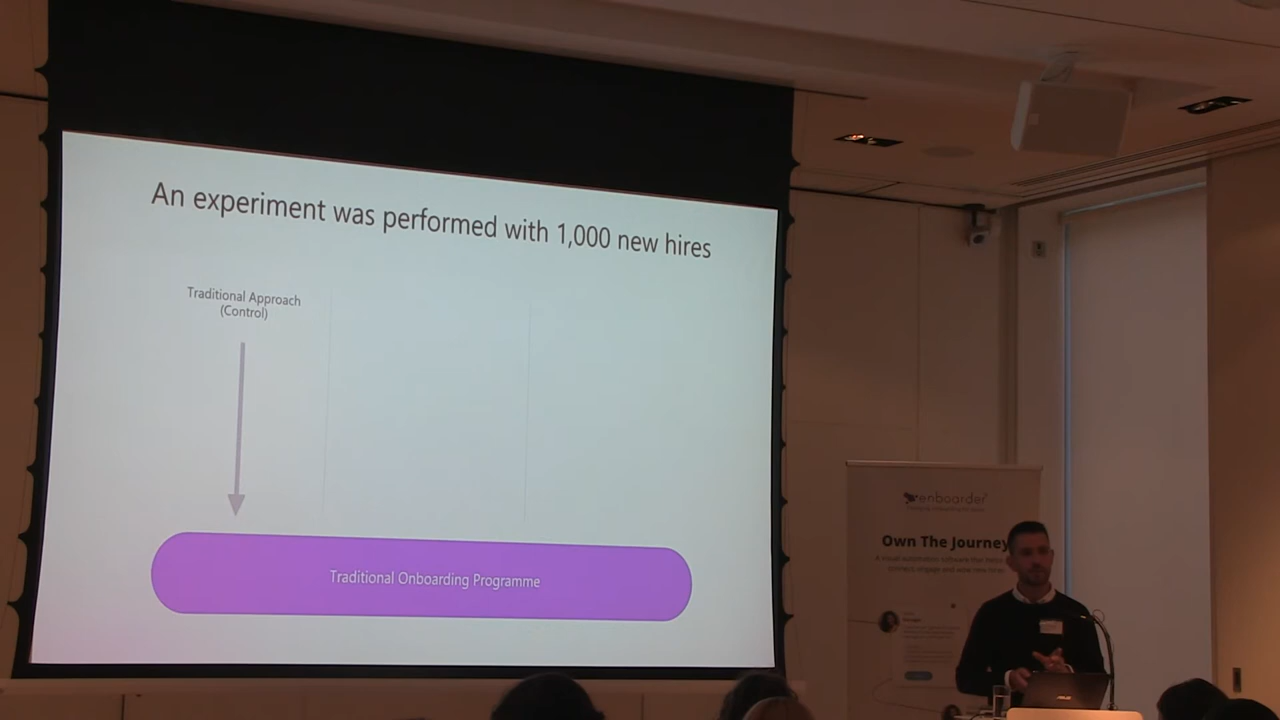 An experiment was performed with 1,000 new hires
Traditional Approach
(Control)
Traditional Onboarding Programme
enboarder
Own The Journey
ASUS